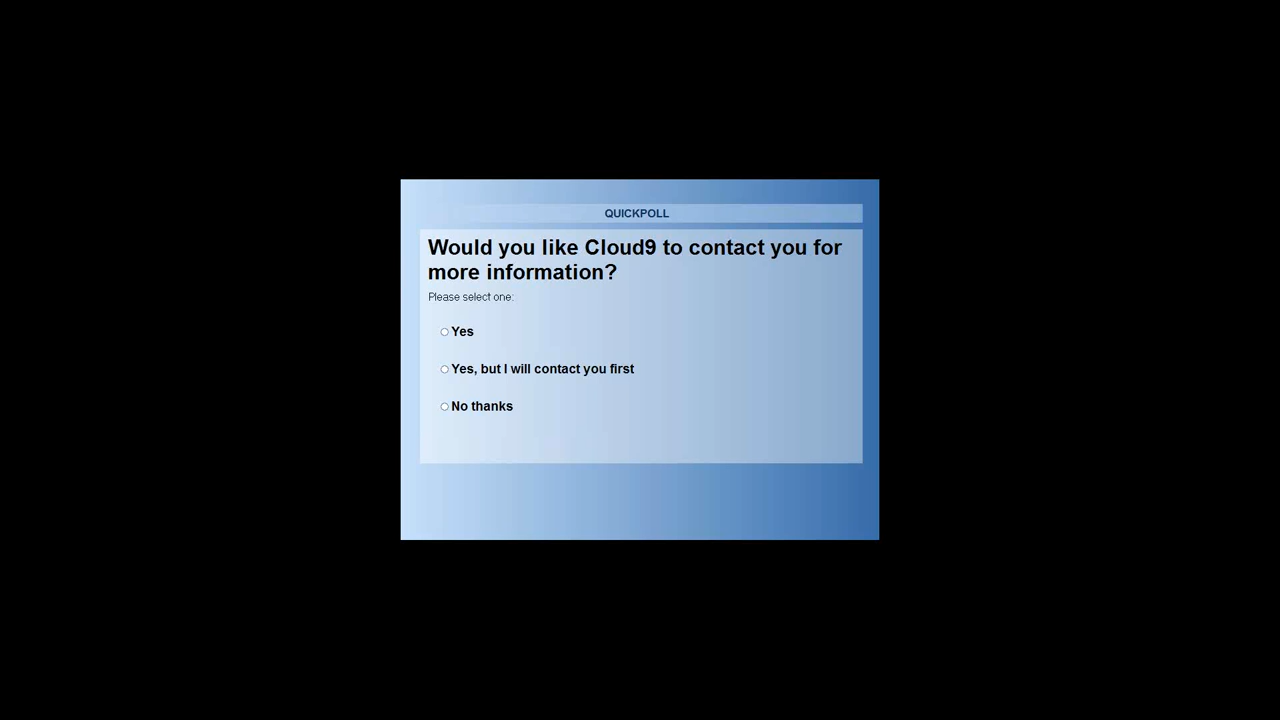 QUICKPOLL
Would you like Cloud9 to contact you for
more information?
Please select one:
Yes
Yes, but I will contact you first
No thanks